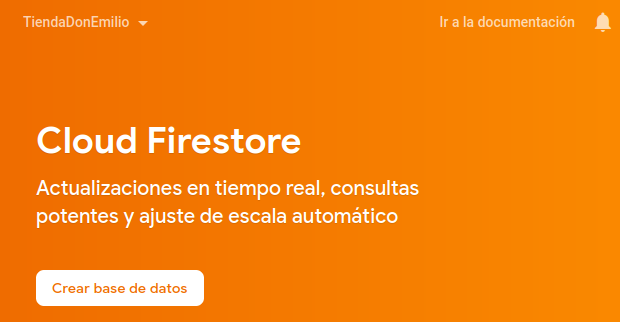 TiendaDonEmilio
Ir a la documentación
Cloud Firestore
Actualizaciones en tiempo real, consultas
potentes y ajuste de escala automático
Crear base de datos